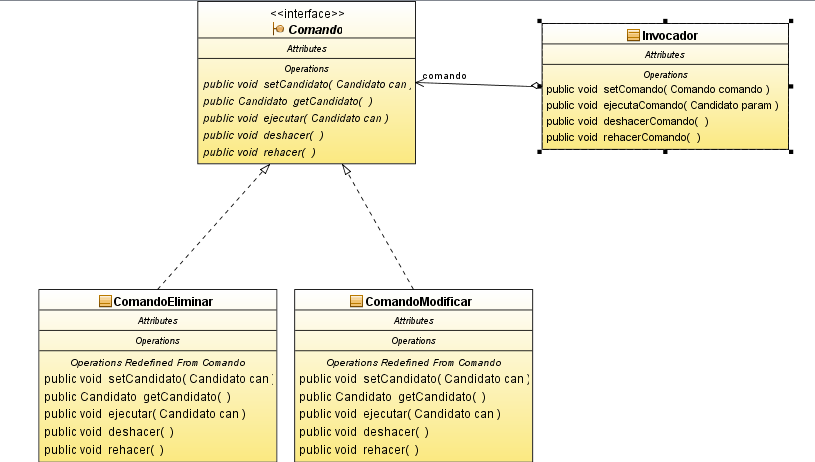 <<interface>>
Comando
Attributes
Operations
public void setCandidato( Candidato can )
public Candidato getCandidato( )
public void ejecutar( Candidato can )
public void deshacer( )
public void rehacer( )
comando
Invocador
Attributes
Operations
public void setComando( Comando comando )
public void ejecutaComando( Candidato param )
public void deshacerComando( )
public void rehacerComando( )
ComandoEliminar
Attributes
Operations
Operations Redefined From Comando
public void setCandidato( Candidato can )
public Candidato getCandidato( )
public void ejecutar( Candidato can )
public void deshacer( )
public void rehacer( )
ComandoModificar
Attributes
Operations
Operations Redefined From Comando
public void setCandidato( Candidato can )
public Candidato getCandidato( )
public void ejecutar( Candidato can )
public void deshacer( )
public void rehacer( )